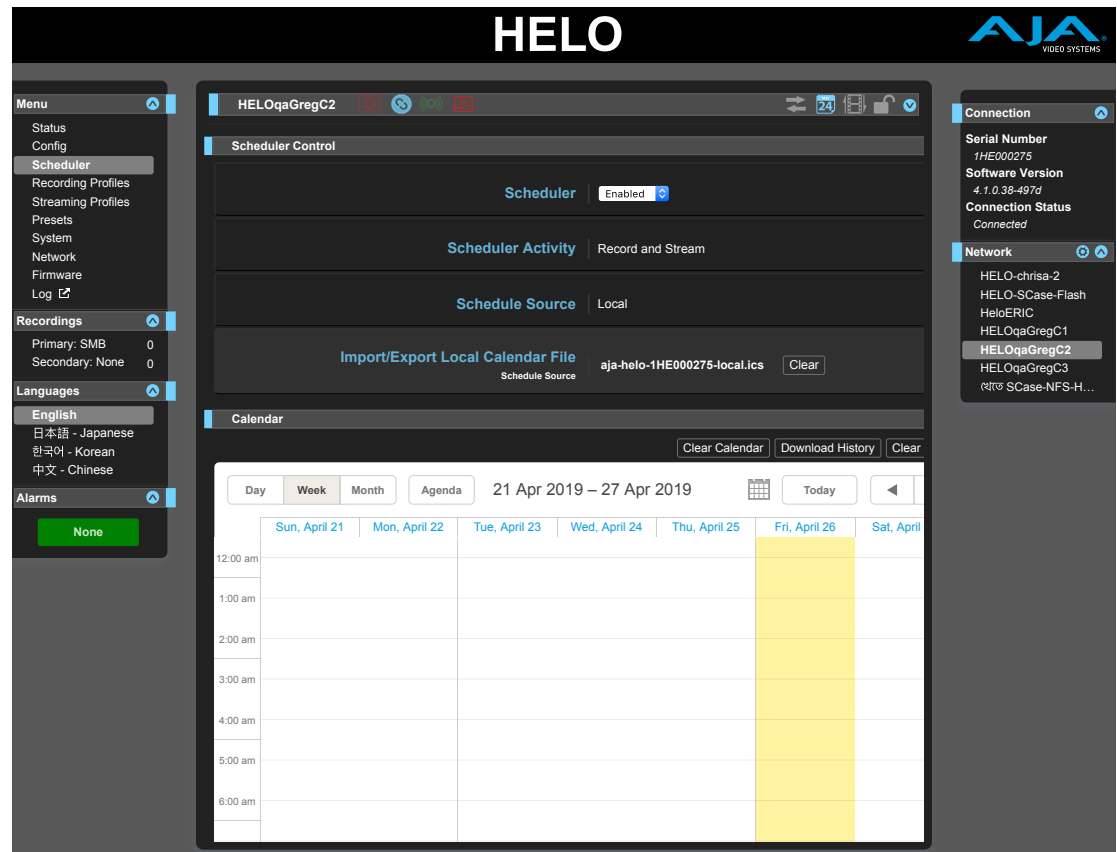 HELO
AJA
VIDEO SYSTEMS
Menu
Status
Config
Scheduler
Recording Profiles
Streaming Profiles
Presets
System
Network
Firmware
Log
Recordings
Primary: SMB 0
Secondary: None 0
Languages
English
日本語 - Japanese
한국어 - Korean
中文 - Chinese
Alarms
None
HELOqaGregC2
24
Scheduler Control
Scheduler Enabled
Scheduler Activity Record and Stream
Schedule Source Local
Import/Export Local Calendar File aja-helo-1HE000275-local.ics Clear
Schedule Source
Calendar
Clear Calendar Download History Clear
Day Week Month Agenda 21 Apr 2019 – 27 Apr 2019 Today
Sun, April 21 Mon, April 22 Tue, April 23 Wed, April 24 Thu, April 25 Fri, April 26 Sat, April
12:00 am
1:00 am
2:00 am
3:00 am
4:00 am
5:00 am
6:00 am
Connection
Serial Number
1HE000275
Software Version
4.1.0.38-497d
Connection Status
Connected
Network
HELO-chrisa-2
HELO-SCase-Flash
HeloERIC
HELOqaGregC1
HELOqaGregC2
HELOqaGregC3
খেতে SCase-NFS-H…